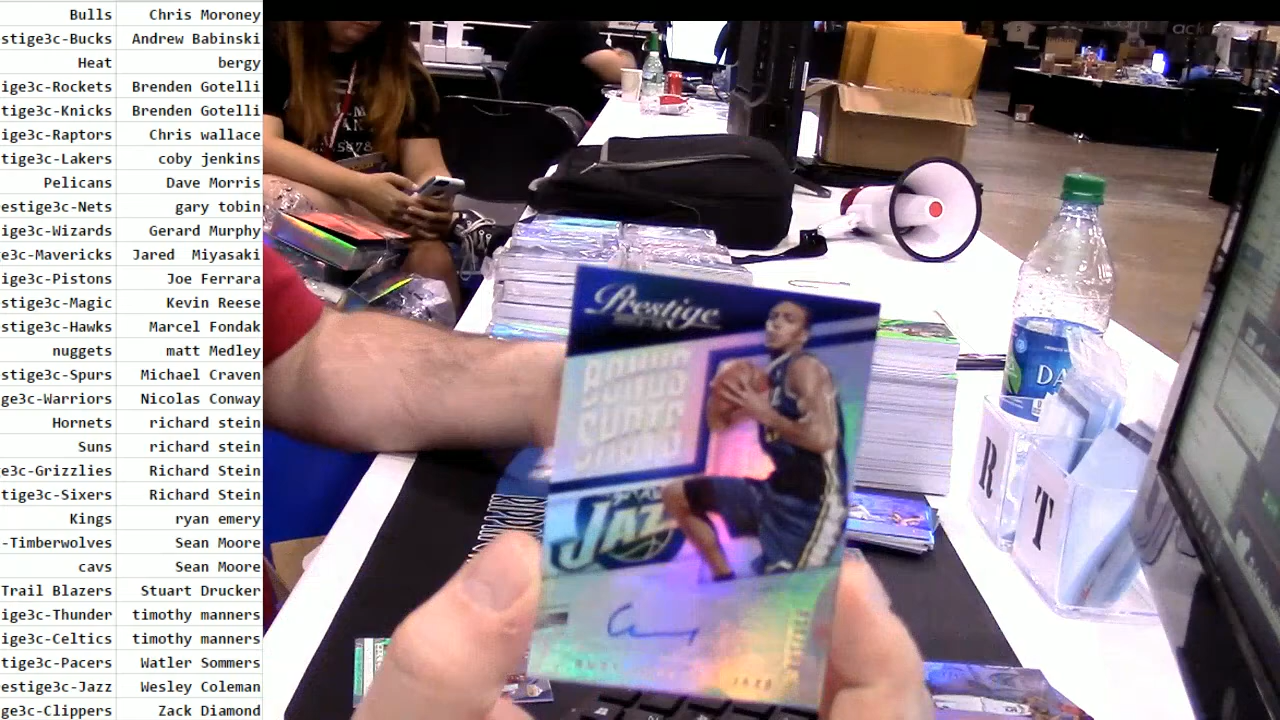 Bulls Chris Moroney
stige3c-Bucks Andrew Babinski
Heat bergy
ige3c-Rockets Brenden Gotelli
ige3c-Knicks Brenden Gotelli
ige3c-Raptors Chris wallace
tige3c-Lakers coby jenkins
Pelicans Dave Morris
estige3c-Nets gary tobin
ge3c-Wizards Gerard Murphy
e3c-Mavericks Jared Miyasaki
ige3c-Pistons Joe Ferrara
stige3c-Magic Kevin Reese
stige3c-Hawks Marcel Fondak
nuggets matt Medley
stige3c-Spurs Michael Craven
ge3c-Warriors Nicolas Conway
Hornets richard stein
Suns richard stein
e3c-Grizzlies Richard Stein
tige3c-Sixers Richard Stein
Kings ryan emery
-Timberwolves Sean Moore
cavs Sean Moore
Trail Blazers Stuart Drucker
ige3c-Thunder timothy manners
ige3c-Celtics timothy manners
tige3c-Pacers Watler Sommers
estige3c-Jazz Wesley Coleman
ge3c-Clippers Zack Diamond
Prestige
JAZZ
DA
R
T